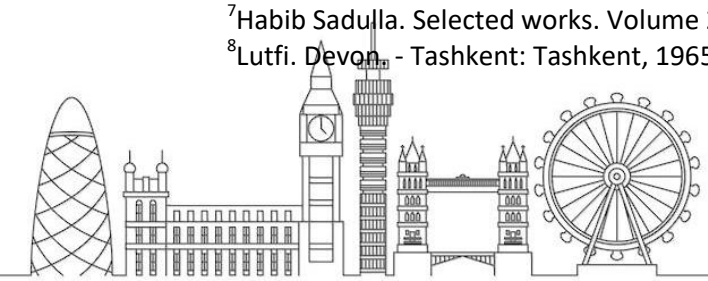 ⁷Habib Sadulla. Selected works. Volume
⁸Lutfi. Devon. - Tashkent: Tashkent, 1965